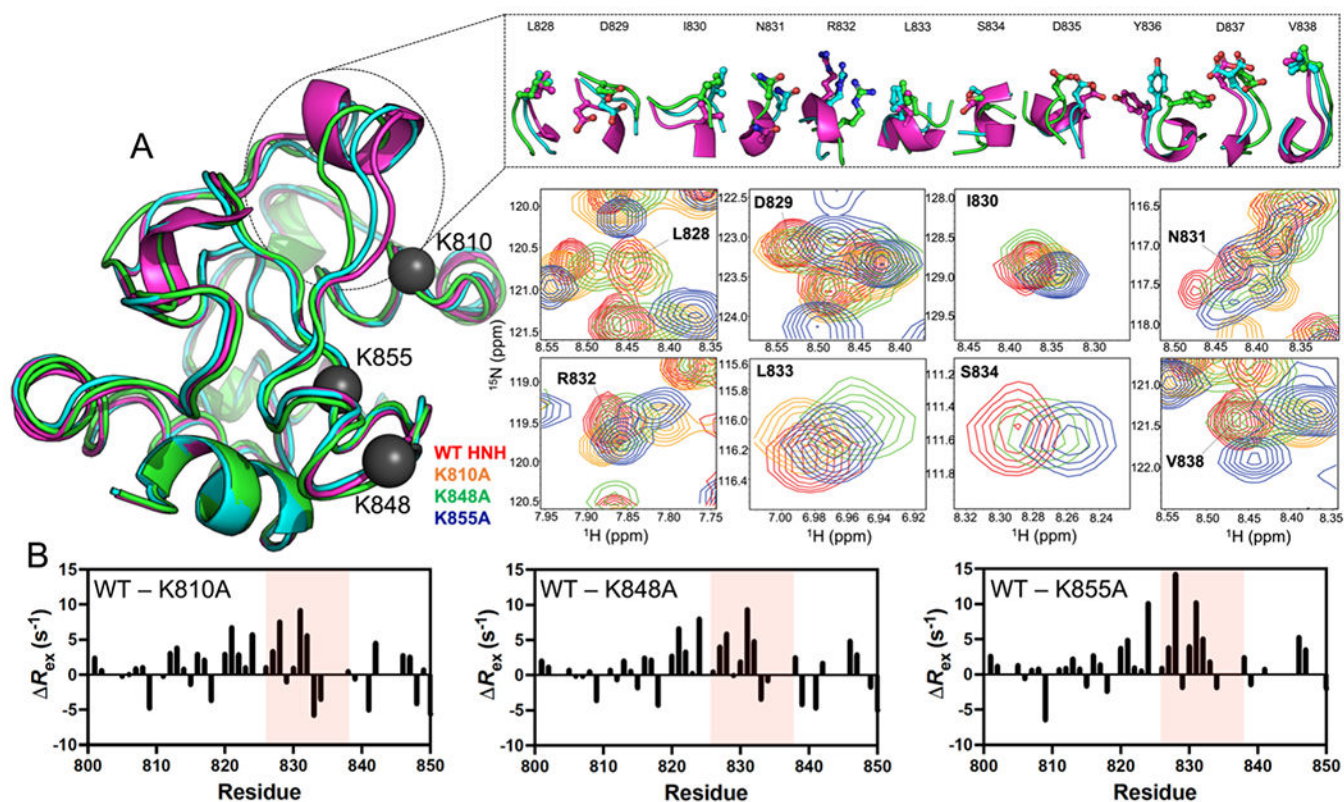 L828 D829 I830 N831 R832 L833 S834 D835 Y836 D837 V838
A
K810
K855
K848
WT HNH
K810A
K848A
K855A
120.0
120.5
121.0
121.5
L828
8.55 8.50 8.45 8.40 8.35
122.5
123.0
123.5
124.0
D829
8.55 8.50 8.45 8.40
128.0
128.5
129.0
129.5
I830
8.40 8.35 8.30
116.5
117.0
117.5
118.0
N831
8.50 8.45 8.40 8.35
¹⁵N (ppm)
119.0
119.5
120.0
120.5
R832
7.95 7.90 7.85 7.80 7.75
¹H (ppm)
115.6
115.8
116.0
116.2
116.4
L833
7.00 6.98 6.96 6.94 6.92
¹H (ppm)
111.2
111.4
111.6
111.8
S834
8.32 8.30 8.28 8.26 8.24
¹H (ppm)
121.0
121.5
122.0
V838
8.55 8.50 8.45 8.40 8.35
¹H (ppm)
B
WT – K810A
15
10
5
0
-5
-10
ΔRex (s⁻¹)
800 810 820 830 840 850
Residue
WT – K848A
15
10
5
0
-5
-10
ΔRex (s⁻¹)
800 810 820 830 840 850
Residue
WT – K855A
15
10
5
0
-5
-10
ΔRex (s⁻¹)
800 810 820 830 840 850
Residue